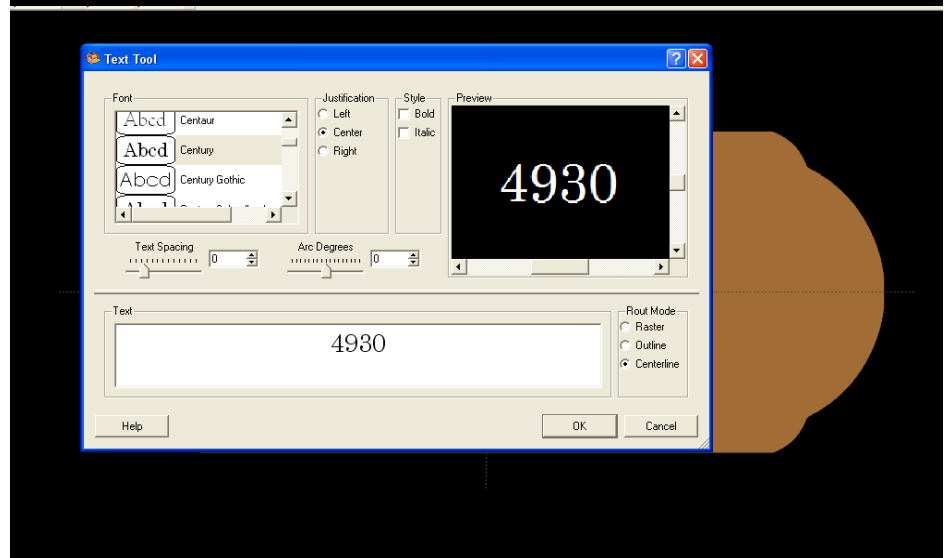 Text Tool
Font
Justification
Style
Preview
Abcd Centaur
Left
Bold
Abcd Century
Center
Italic
Abcd Century Gothic
Right
4930
Text Spacing
0
Arc Degrees
0
Text
4930
Rout Mode
Raster
Outline
Centerline
Help
OK
Cancel